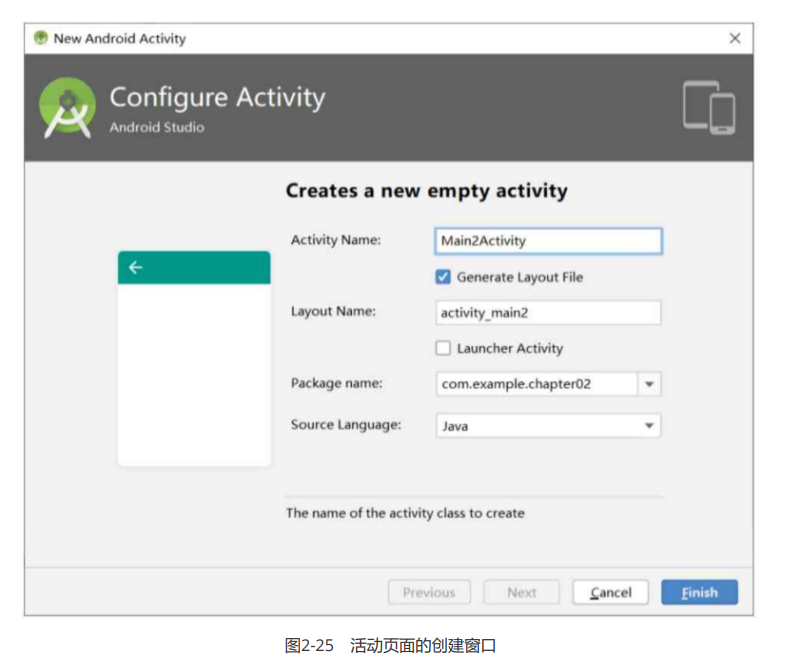 New Android Activity
Configure Activity
Android Studio
Creates a new empty activity
Activity Name:
Main2Activity
Generate Layout File
Layout Name:
activity_main2
Launcher Activity
Package name:
com.example.chapter02
Source Language:
Java
The name of the activity class to create
Previous
Next
Cancel
Finish
图2-25 活动页面的创建窗口